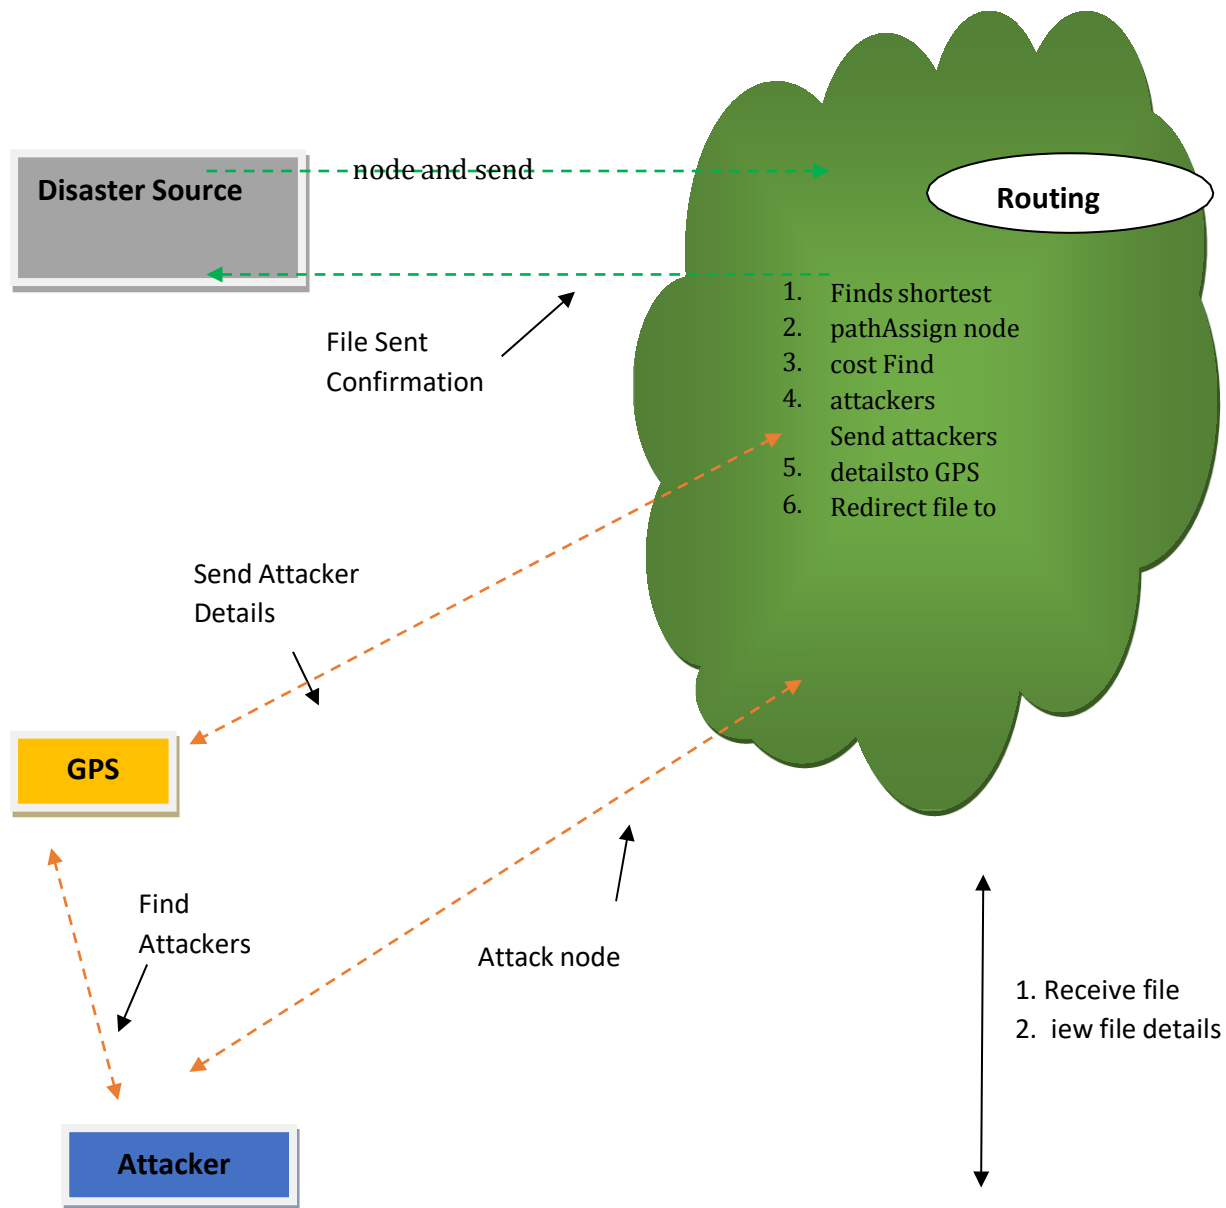 node and send
Disaster Source
Routing
File Sent
Confirmation
1. Finds shortest
2. pathAssign node
3. cost Find
4. attackers
Send attackers
5. detailsto GPS
6. Redirect file to
Send Attacker
Details
GPS
Find
Attackers
Attack node
1. Receive file
2. iew file details
Attacker